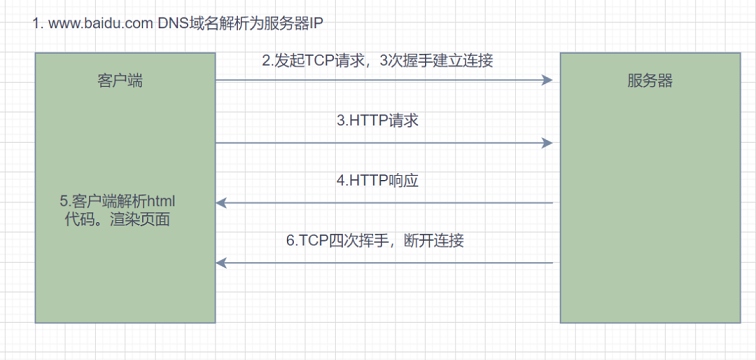 1. www.baidu.com DNS域名解析为服务器IP
客户端
2.发起TCP请求，3次握手建立连接
服务器
3.HTTP请求
4.HTTP响应
5.客户端解析html
代码。渲染页面
6.TCP四次挥手，断开连接